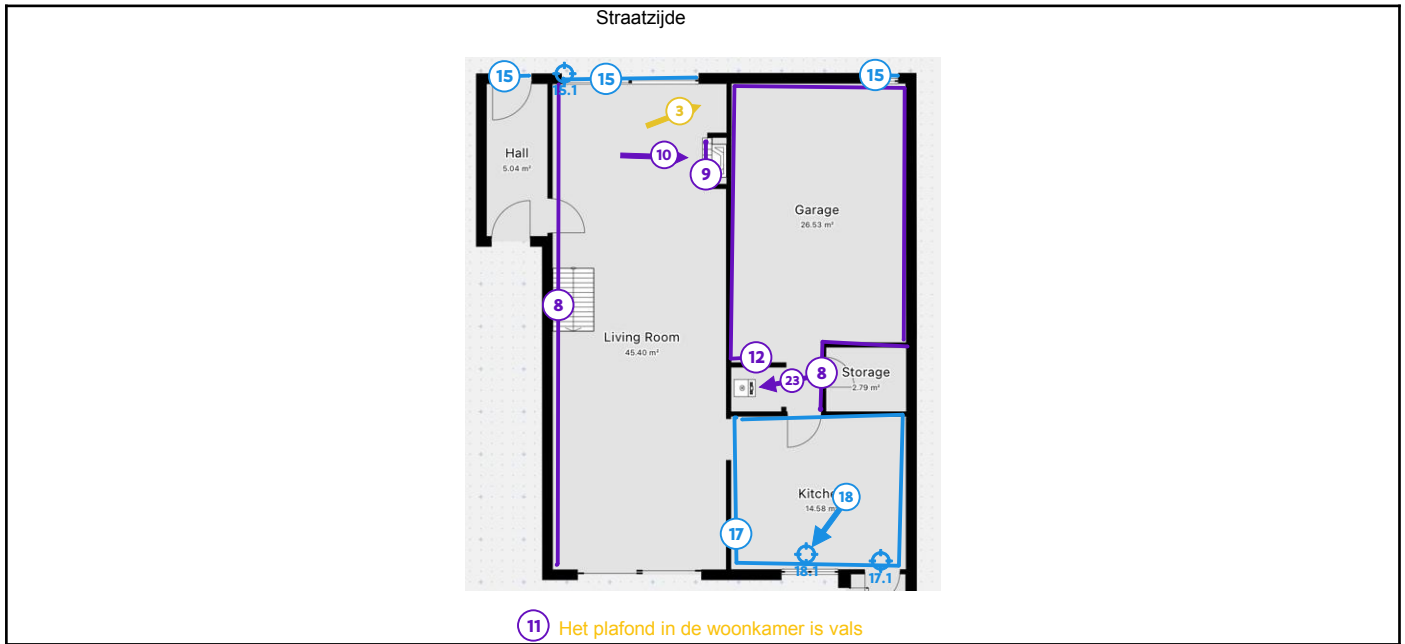 Straatzijde
15
15
15
15.1
3
10
9
Hall
5.04 m²
Garage
26.53 m²
8
Living Room
45.40 m²
12
23
8
Storage
2.79 m²
Kitche
14.58 m
18
17
18.1
17.1
11 Het plafond in de woonkamer is vals